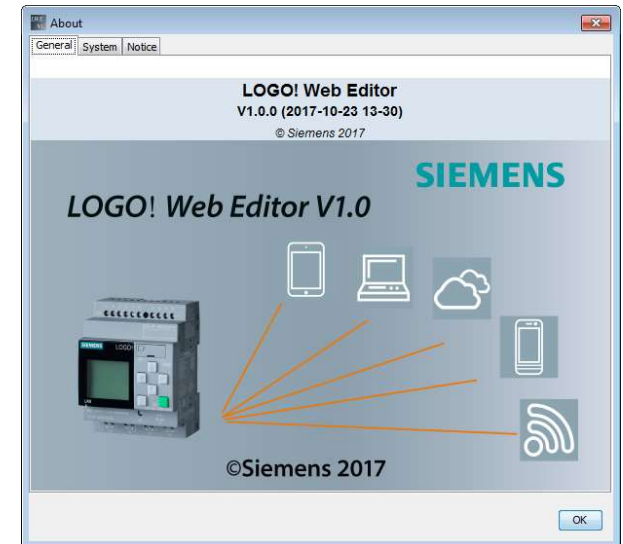 About
General System Notice
LOGO! Web Editor
V1.0.0 (2017-10-23 13-30)
© Siemens 2017
SIEMENS
LOGO! Web Editor V1.0
SIEMENS LOGO!
©Siemens 2017
OK